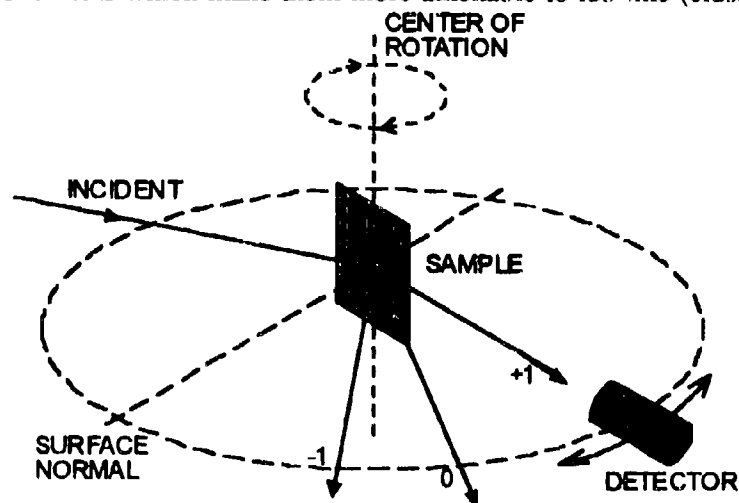 CENTER OF
ROTATION
INCIDENT
SAMPLE
+1
SURFACE
NORMAL
-1
0
DETECTOR